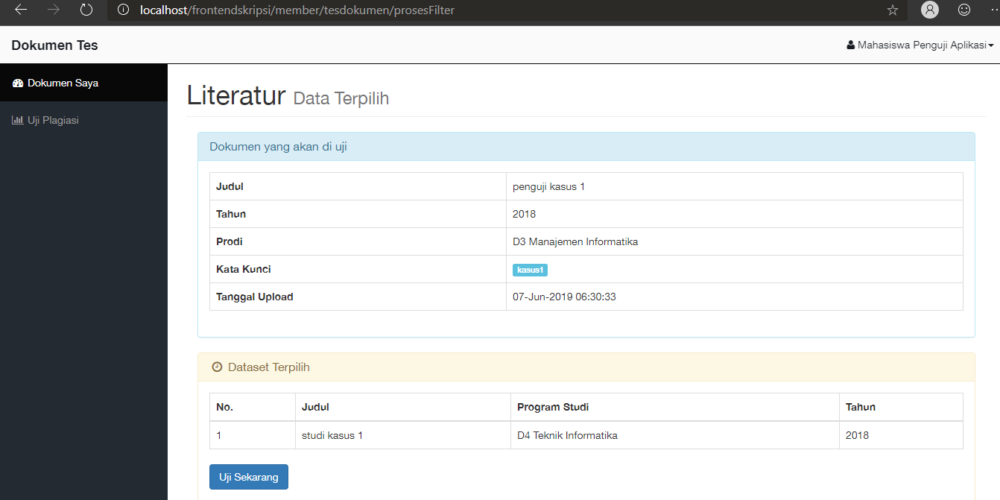 localhost/frontendskripsi/member/tesdokumen/prosesFilter
Dokumen Tes
Mahasiswa Penguji Aplikasi
Dokumen Saya
Uji Plagiasi
Literatur Data Terpilih
Dokumen yang akan di uji
Judul penguji kasus 1
Tahun 2018
Prodi D3 Manajemen Informatika
Kata Kunci kasus1
Tanggal Upload 07-Jun-2019 06:30:33
Dataset Terpilih
No. Judul Program Studi Tahun
1 studi kasus 1 D4 Teknik Informatika 2018
Uji Sekarang